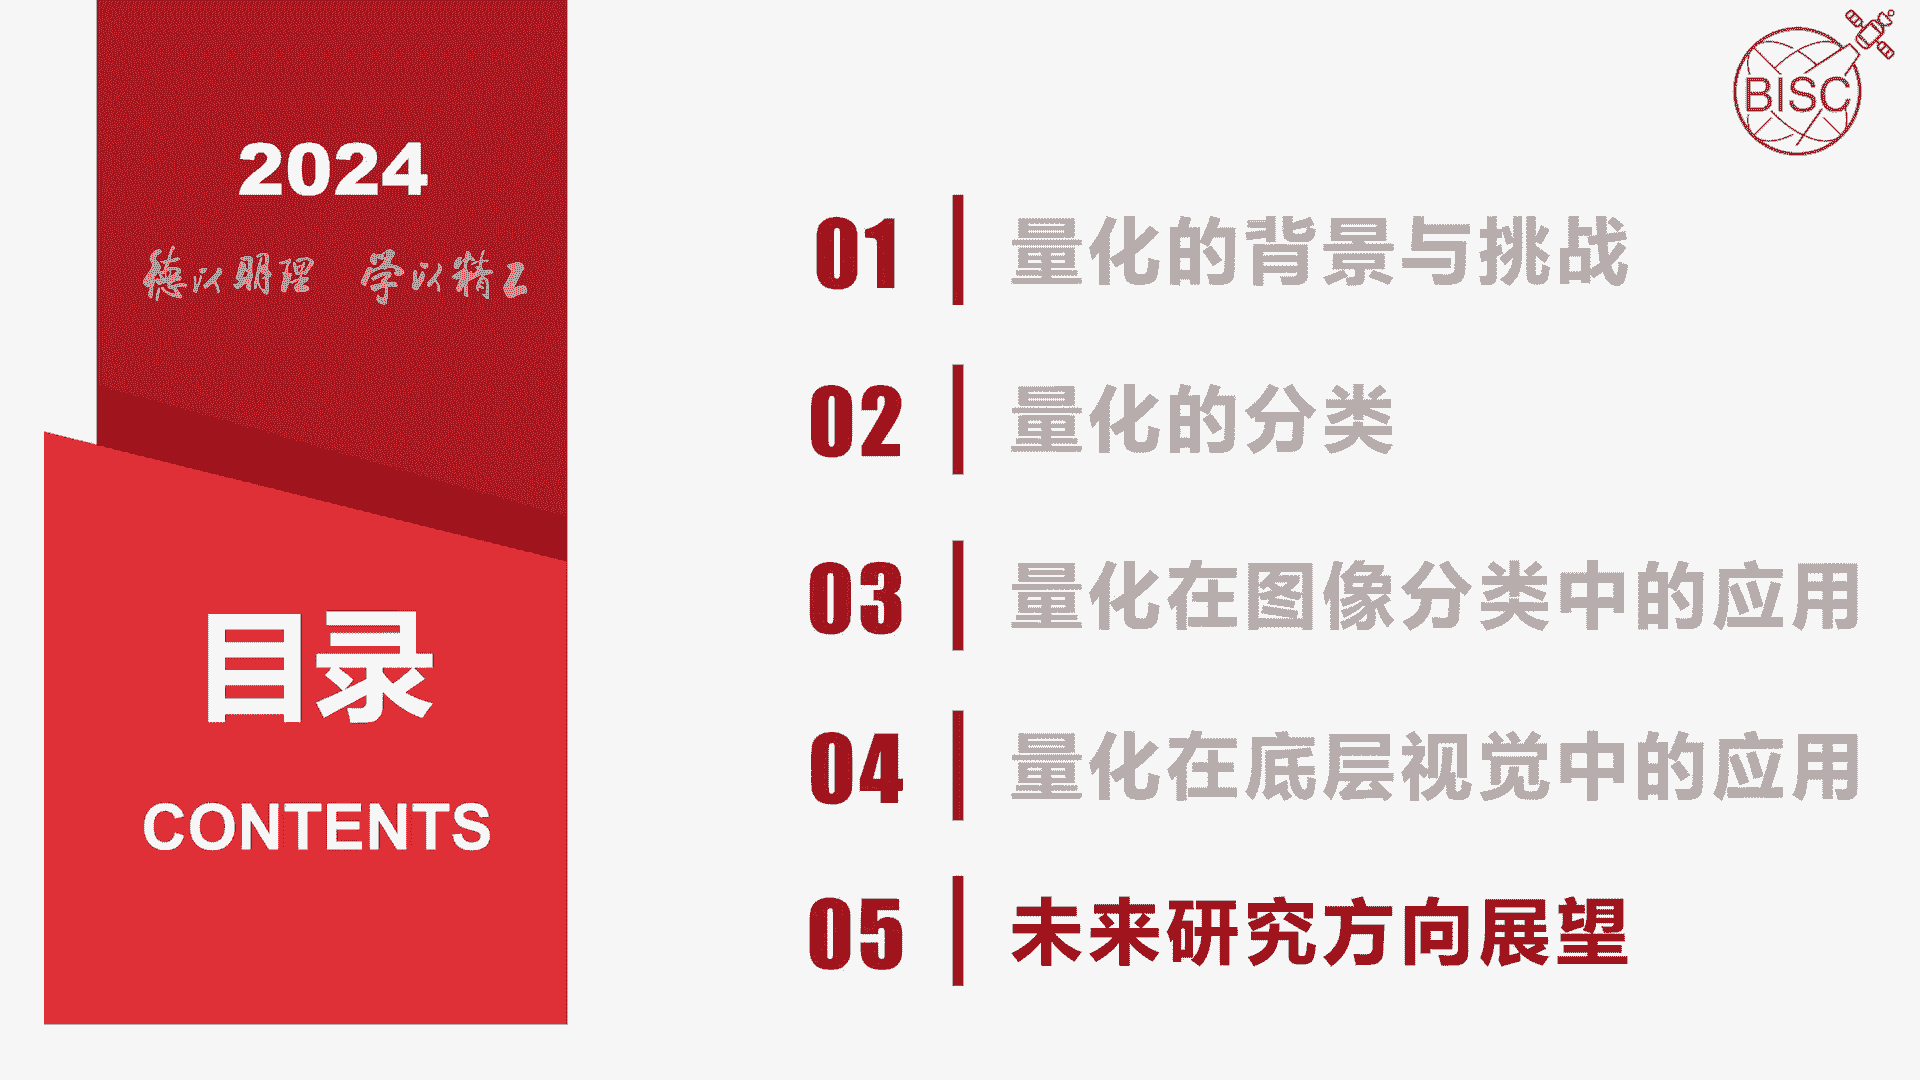 2024
德以明理 学以精工
目录
CONTENTS
BISC
01 量化的背景与挑战
02 量化的分类
03 量化在图像分类中的应用
04 量化在底层视觉中的应用
05 未来研究方向展望